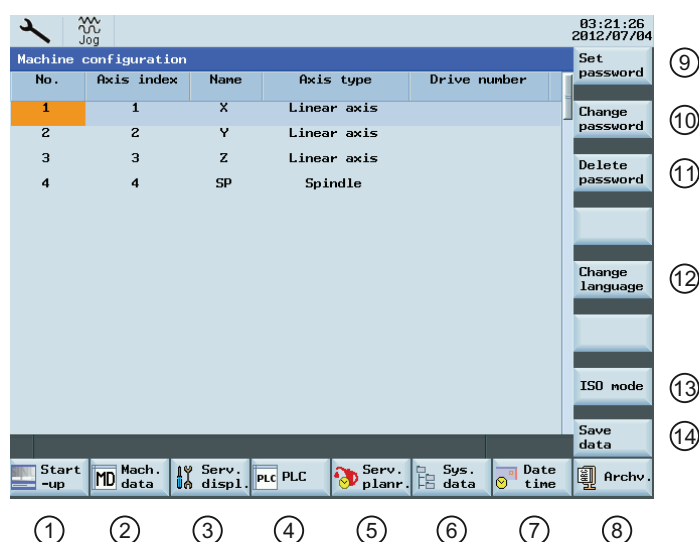 Jog
03:21:26
2012/07/04
Machine configuration
No. Axis index Name Axis type Drive number
1 1 X Linear axis
2 2 Y Linear axis
3 3 Z Linear axis
4 4 SP Spindle
Set
password
9
Change
password
10
Delete
password
11
Change
language
12
ISO mode
13
Save
data
14
Start
-up
MD Mach.
data
Serv.
displ.
PLC PLC
Serv.
planr.
Sys.
data
Date
time
Archv.
1 2 3 4 5 6 7 8